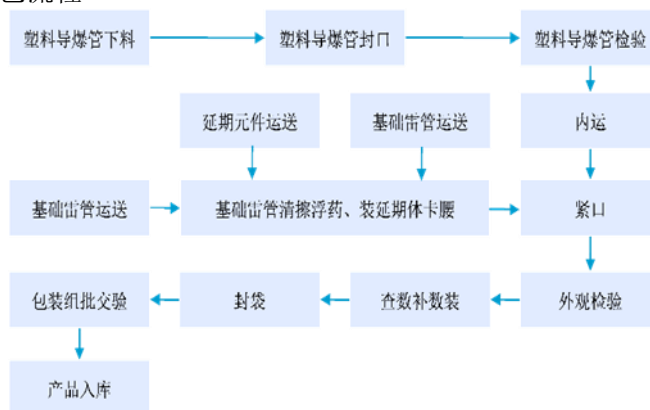 塑料导爆管下料
塑料导爆管封口
塑料导爆管检验
延期元件运送
基础雷管运送
内运
基础雷管运送
基础雷管清擦浮药、装延期体卡腰
紧口
包装组批交验
封袋
查数补数装
外观检验
产品入库